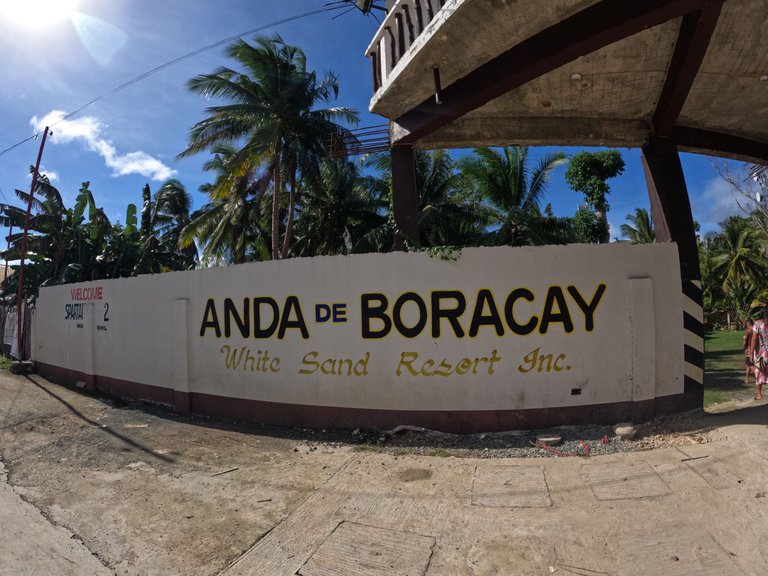 WELCOME
2
ANDA DE BORACAY
White Sand Resort Inc.